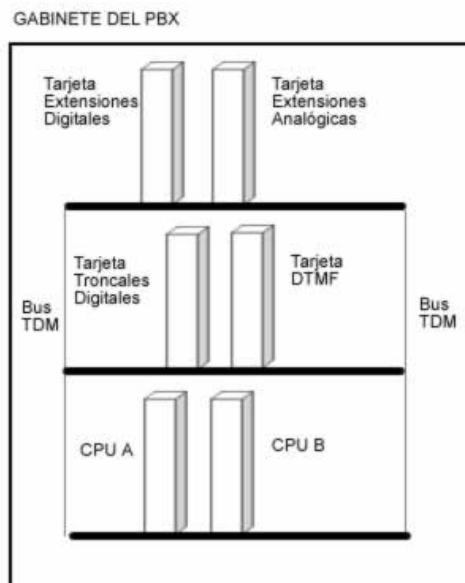 GABINETE DEL PBX
Tarjeta
Extensiones
Digitales
Tarjeta
Extensiones
Analógicas
Tarjeta
Troncales
Digitales
Tarjeta
DTMF
Bus
TDM
Bus
TDM
CPU A
CPU B